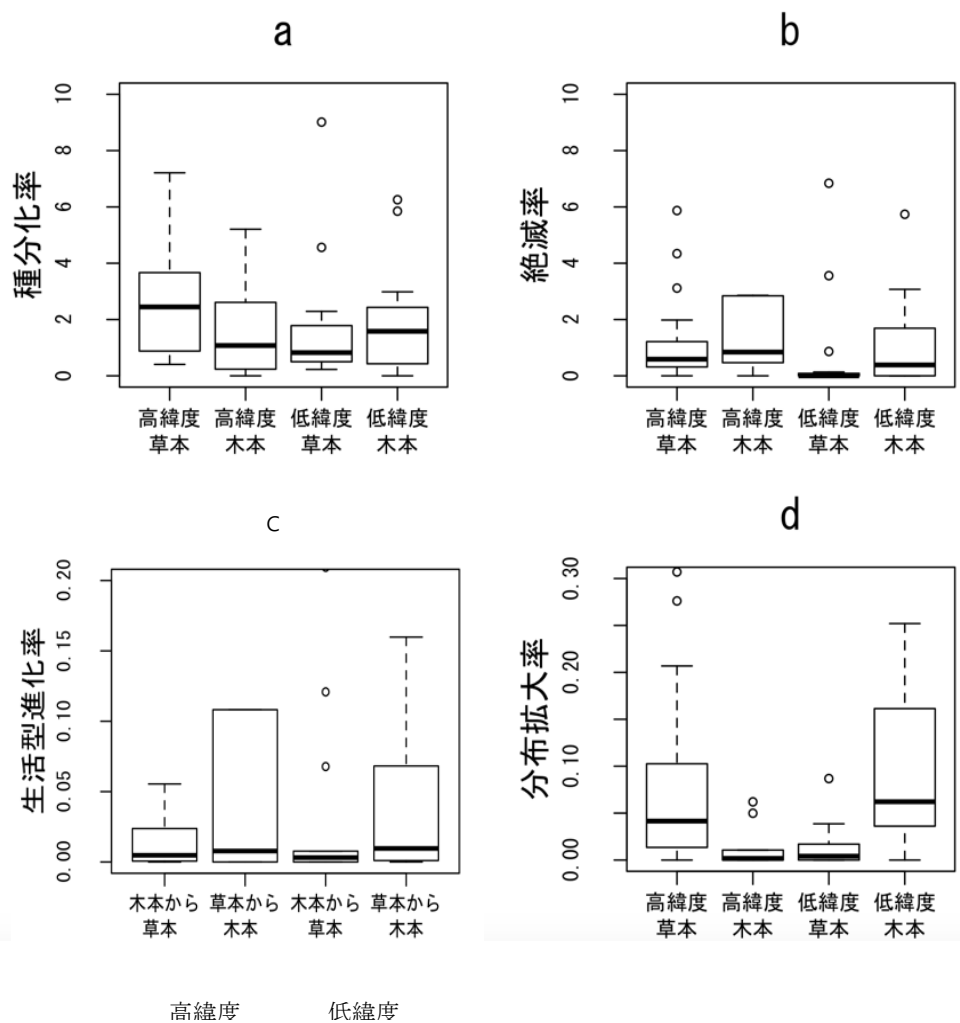 a
種分化率
10
8
6
4
2
0
高緯度 高緯度 低緯度 低緯度
草本 木本 草本 木本
b
絶滅率
10
8
6
4
2
0
高緯度 高緯度 低緯度 低緯度
草本 木本 草本 木本
c
生活型進化率
0.20
0.15
0.10
0.05
0.00
木本から 草本から 木本から 草本から
草本 木本 草本 木本
高緯度 低緯度
d
分布拡大率
0.30
0.20
0.10
0.00
高緯度 高緯度 低緯度 低緯度
草本 木本 草本 木本